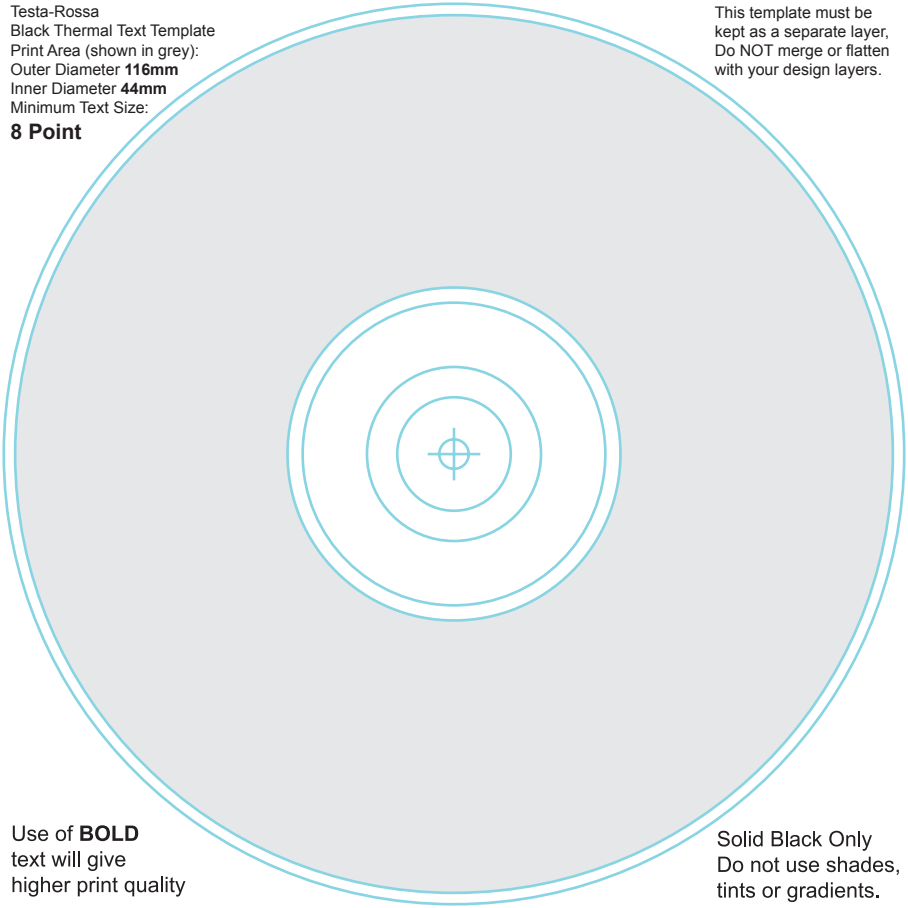 Testa-Rossa
Black Thermal Text Template
Print Area (shown in grey):
Outer Diameter 116mm
Inner Diameter 44mm
Minimum Text Size:
8 Point
This template must be
kept as a separate layer,
Do NOT merge or flatten
with your design layers.
Use of BOLD
text will give
higher print quality
Solid Black Only
Do not use shades,
tints or gradients.